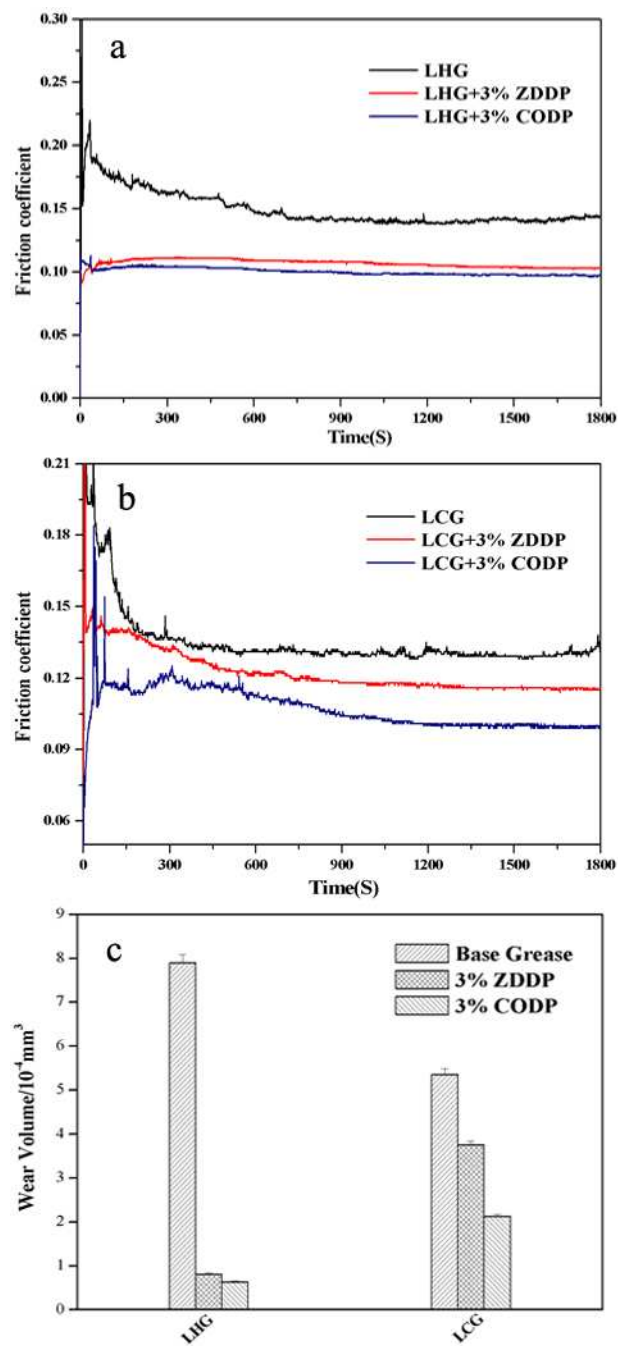 a
0.30
0.25
0.20
0.15
0.10
0.05
0.00
Friction coefficient
LHG
LHG+3% ZDDP
LHG+3% CODP
0 300 600 900 1200 1500 1800
Time(S)
b
0.21
0.18
0.15
0.12
0.09
0.06
Friction coefficient
LCG
LCG+3% ZDDP
LCG+3% CODP
0 300 600 900 1200 1500 1800
Time(S)
c
9
8
7
6
5
4
3
2
1
0
Wear Volume/10⁻⁴mm³
Base Grease
3% ZDDP
3% CODP
LHG LCG